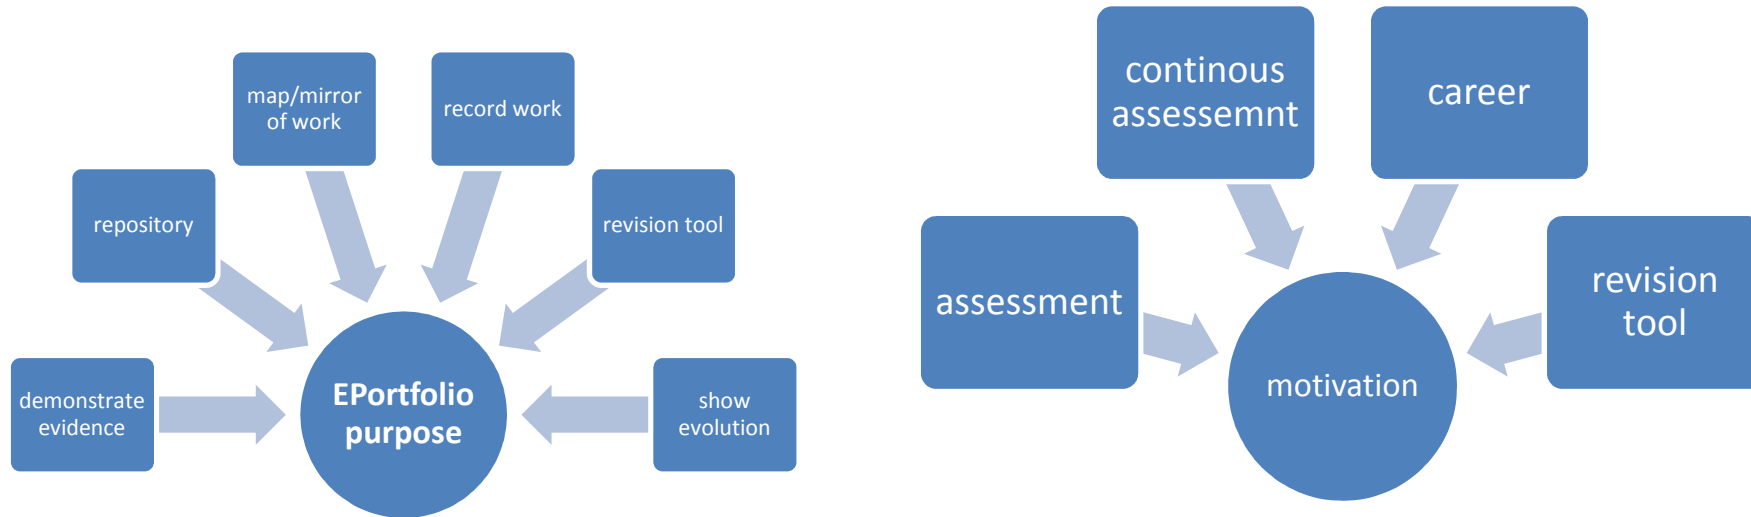 demonstrate
evidence
repository
map/mirror
of work
record work
revision tool
show
evolution
EPortfolio
purpose
assessment
continous
assessemnt
career
revision
tool
motivation